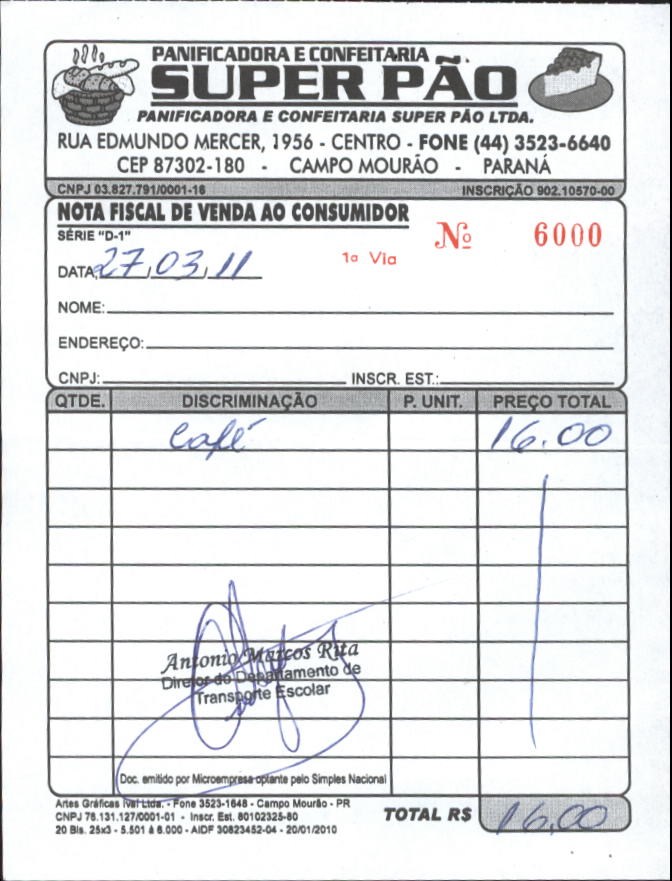 PANIFICADORA E CONFEITARIA
SUPER PÃO
PANIFICADORA E CONFEITARIA SUPER PÃO LTDA.
RUA EDMUNDO MERCER, 1956 - CENTRO - FONE (44) 3523-6640
CEP 87302-180 - CAMPO MOURÃO - PARANÁ
CNPJ 03.827.791/0001-16 INSCRIÇÃO 902.10570-00
NOTA FISCAL DE VENDA AO CONSUMIDOR
SÉRIE "D-1"
Nº 6000
1a Via
DATA, 27,03,11
NOME:
ENDEREÇO:
CNPJ: INSCR. EST.:
QTDE. DISCRIMINAÇÃO P. UNIT. PREÇO TOTAL
Café 16.00
Antonio Marcos Rita
Diretor do Departamento de
Transporte Escolar
Doc. emitido por Microempresa optante pelo Simples Nacional
Artes Gráficas Ivaí Ltda. - Fone 3523-1648 - Campo Mourão - PR
CNPJ 76.131.127/0001-01 - Inscr. Est. 80102325-80
20 Bls. 25x3 - 5.501 à 6.000 - AIDF 30823452-04 - 20/01/2010
TOTAL R$ 16,00